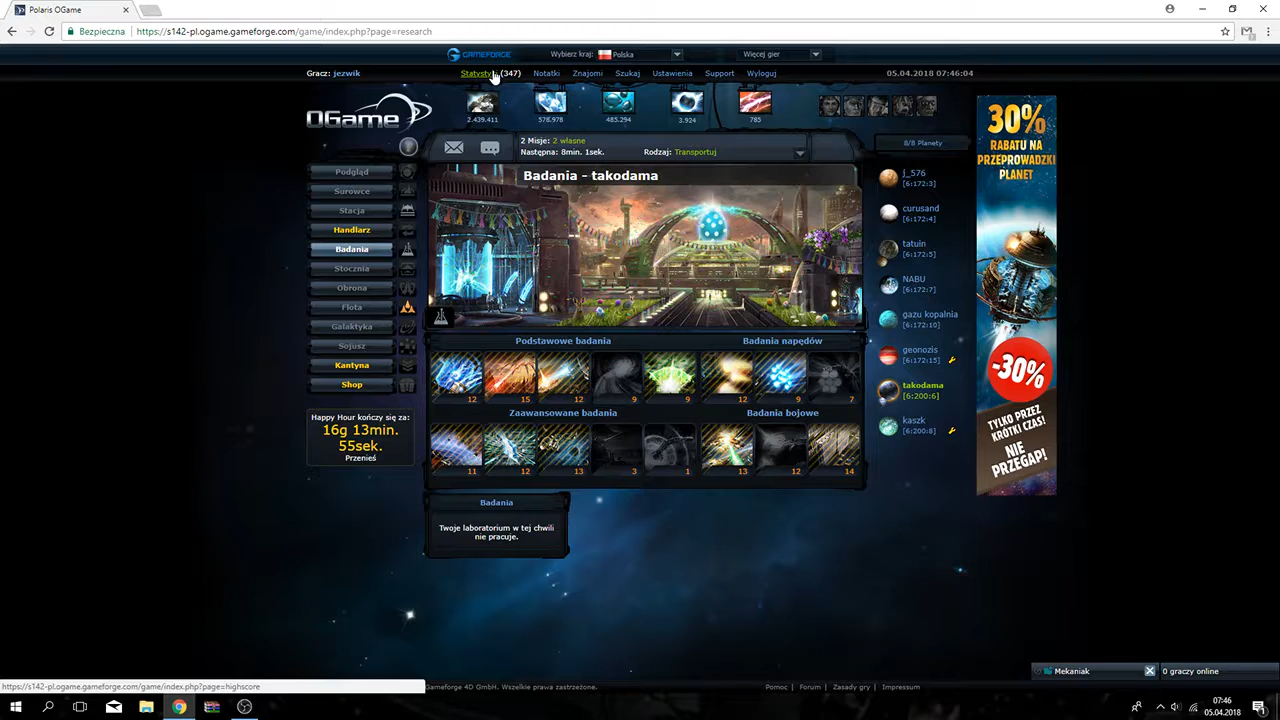 Polaris OGame
Bezpieczna
https://s142-pl.ogame.gameforge.com/game/index.php?page=research
GAMEFORGE
Wybierz kraj:
Polska
Więcej gier
Gracz: jezwik
Statysty (347)
Notatki
Znajomi
Szukaj
Ustawienia
Support
Wyloguj
05.04.2018 07:46:04
OGame
2.439.411
578.978
485.294
3.924
785
2 Misje: 2 własne
Następna: 8min. 1sek.
Rodzaj: Transportuj
8/8 Planety
Podgląd
Surowce
Stacja
Handlarz
Badania
Stocznia
Obrona
Flota
Galaktyka
Sojusz
Kantyna
Shop
Happy Hour kończy się za:
16g 13min.
55sek.
Przenieś
Badania - takodama
Podstawowe badania
Badania napędów
12
15
12
9
9
12
9
7
Zaawansowane badania
Badania bojowe
11
12
13
3
1
13
12
14
Badania
Twoje laboratorium w tej chwili
nie pracuje.
j_576
[6:172:3]
curusand
[6:172:4]
tatuin
[6:172:5]
NABU
[6:172:7]
gazu kopalnia
[6:172:10]
geonozis
[6:172:15]
takodama
[6:200:6]
kaszk
[6:200:8]
30%
RABATU NA
PRZEPROWADZKI
PLANET
-30%
TYLKO PRZEZ
KRÓTKI CZAS!
NIE
PRZEGAP!
Mekaniak
0 graczy online
https://s142-pl.ogame.gameforge.com/game/index.php?page=highscore
Gameforge 4D GmbH. Wszelkie prawa zastrzeżone.
Pomoc
Forum
Zasady gry
Impressum
07:46
05.04.2018